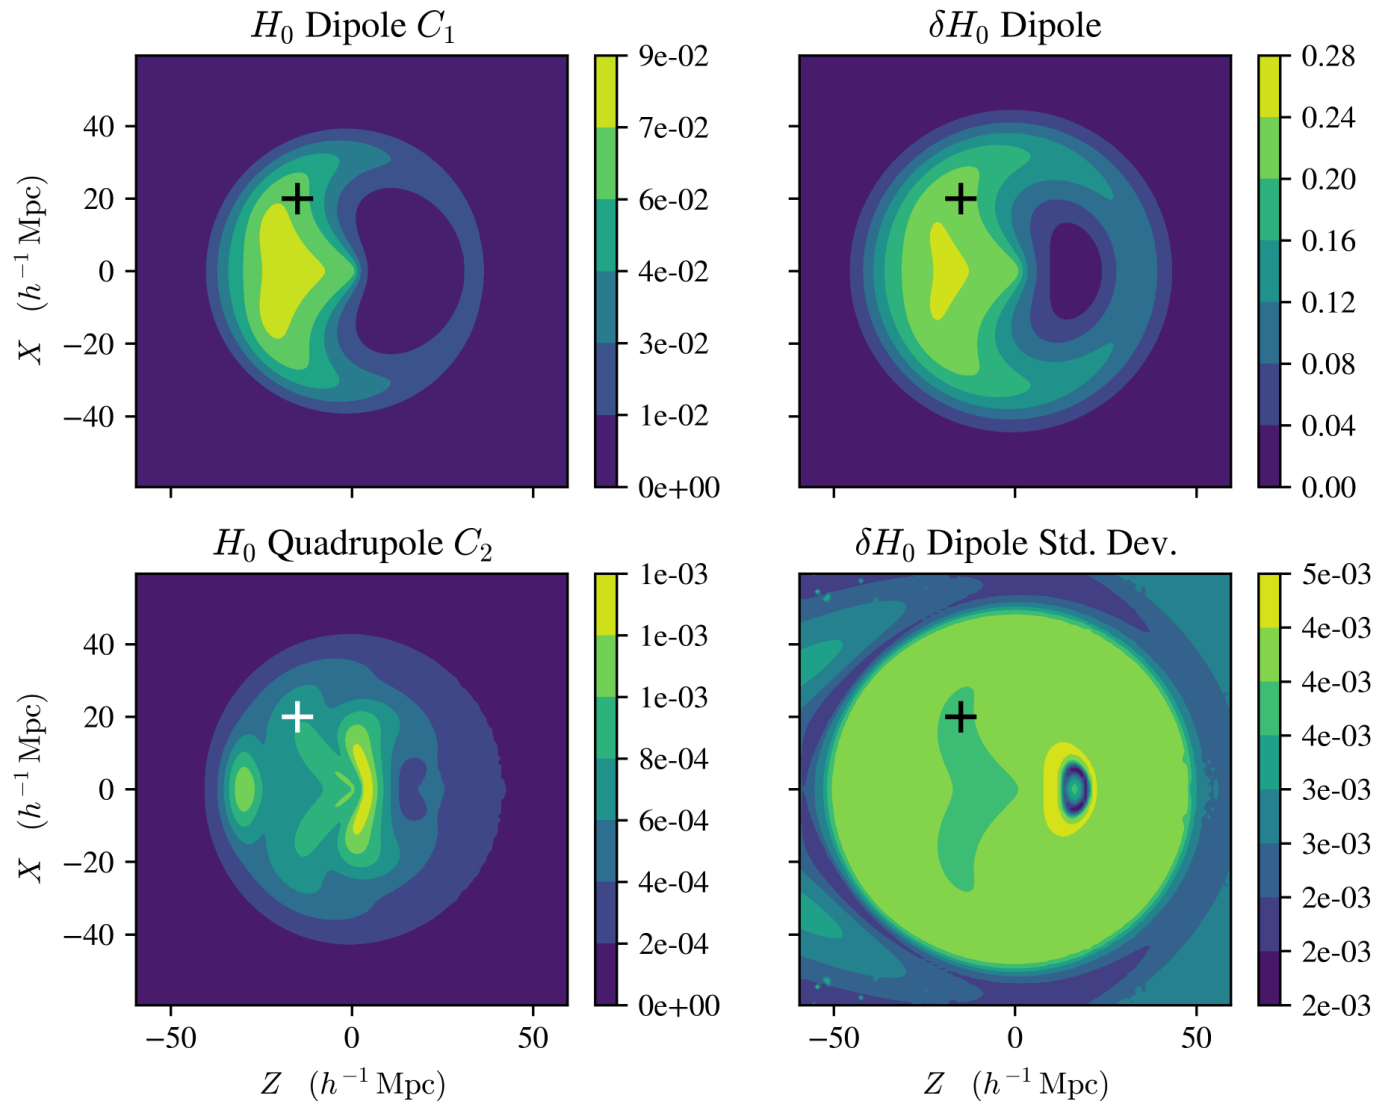 H₀ Dipole C₁
δH₀ Dipole
9e-02
7e-02
6e-02
4e-02
3e-02
1e-02
0e+00
0.28
0.24
0.20
0.16
0.12
0.08
0.04
0.00
40
20
0
−20
−40
X (h⁻¹ Mpc)
H₀ Quadrupole C₂
δH₀ Dipole Std. Dev.
1e-03
1e-03
1e-03
8e-04
6e-04
4e-04
2e-04
0e+00
5e-03
4e-03
4e-03
4e-03
3e-03
3e-03
2e-03
2e-03
2e-03
40
20
0
−20
−40
X (h⁻¹ Mpc)
−50 0 50
−50 0 50
Z (h⁻¹ Mpc)
Z (h⁻¹ Mpc)